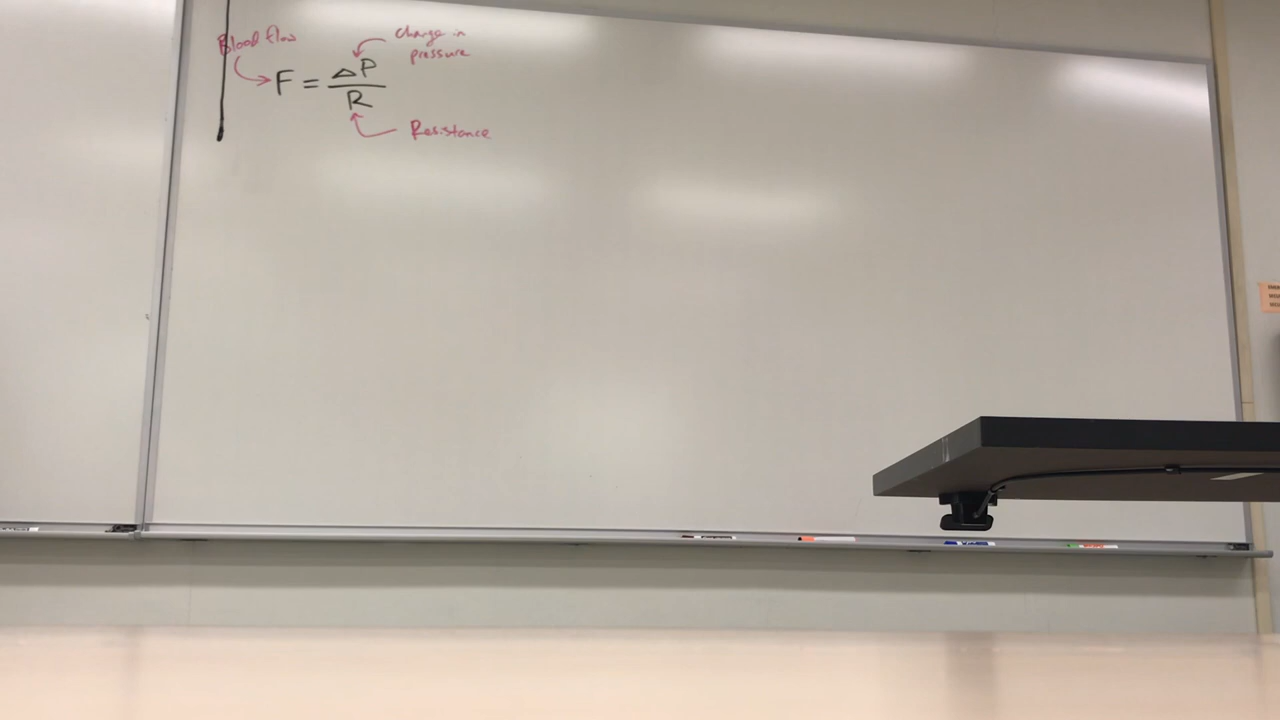 Blood flow
change in
pressure
F = ΔP
R
Resistance